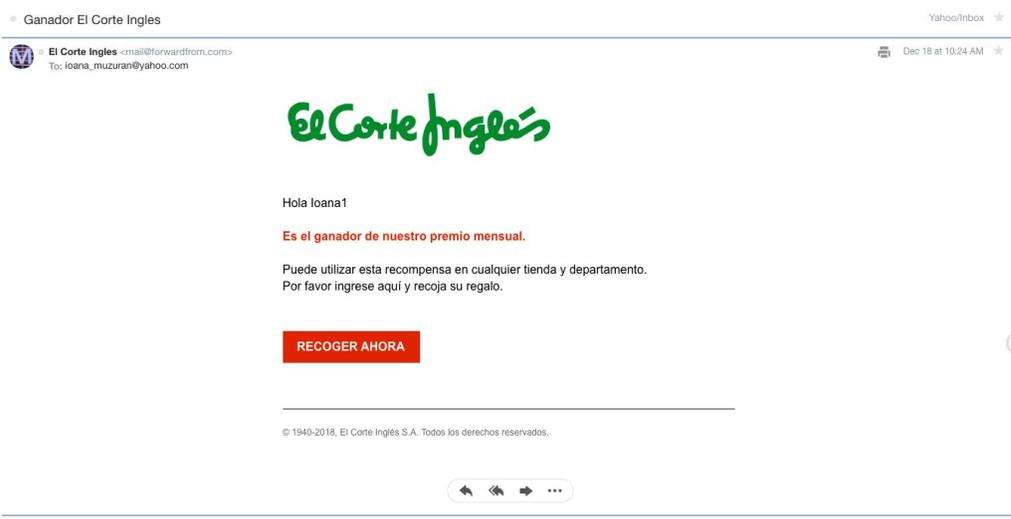 Ganador El Corte Ingles
Yahoo/Inbox
El Corte Ingles <mail@forwardfrom.com>
Dec 18 at 10:24 AM
To: ioana_muzuran@yahoo.com
El Corte Inglés
Hola Ioana1
Es el ganador de nuestro premio mensual.
Puede utilizar esta recompensa en cualquier tienda y departamento.
Por favor ingrese aquí y recoja su regalo.
RECOGER AHORA
© 1940-2018, El Corte Inglés S.A. Todos los derechos reservados.